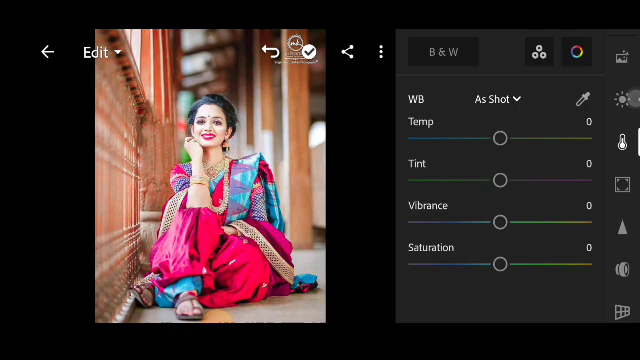 Edit
B & W
WB
As Shot
Temp
0
Tint
0
Vibrance
0
Saturation
0